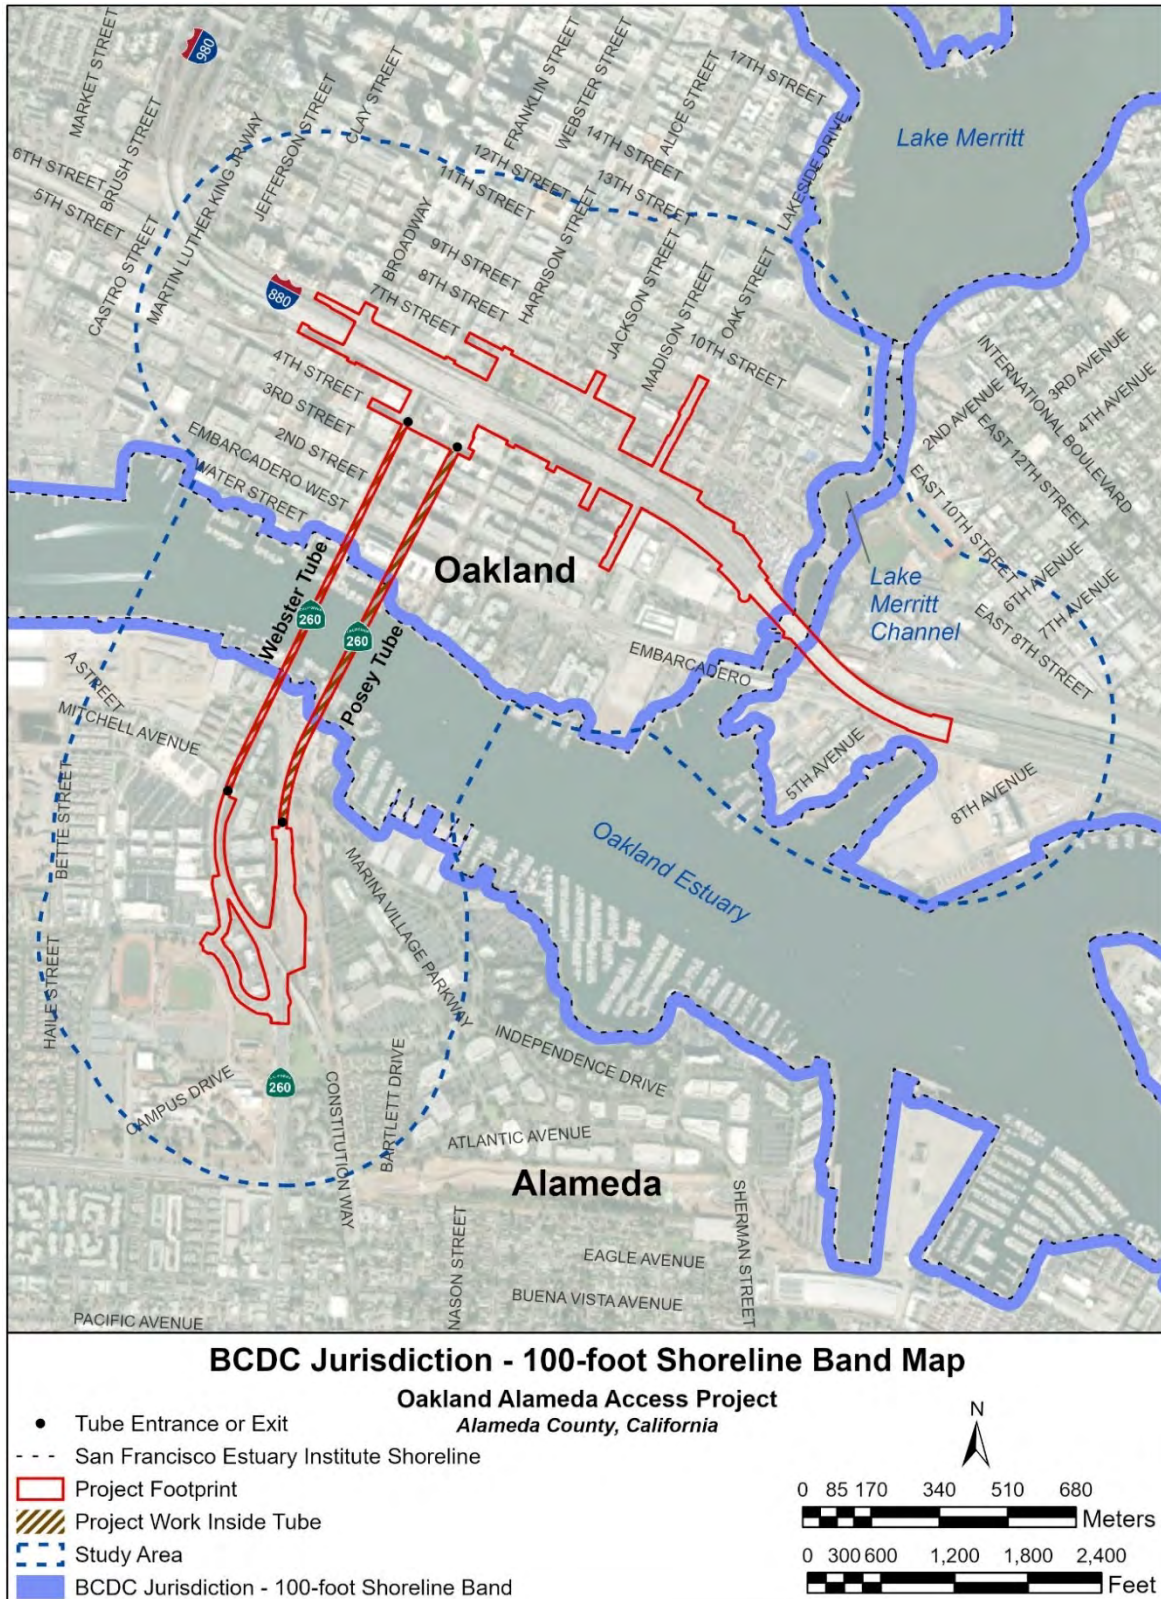 980
MARKET STREET
BRUSH STREET
6TH STREET
5TH STREET
CASTRO STREET
MARTIN LUTHER KING JR WAY
JEFFERSON STREET
CLAY STREET
FRANKLIN STREET
WEBSTER STREET
ALICE STREET
17TH STREET
14TH STREET
13TH STREET
12TH STREET
11TH STREET
LAKESIDE DRIVE
Lake Merritt
BROADWAY
9TH STREET
8TH STREET
7TH STREET
HARRISON STREET
JACKSON STREET
MADISON STREET
OAK STREET
10TH STREET
880
4TH STREET
3RD STREET
2ND STREET
EMBARCADERO WEST
WATER STREET
INTERNATIONAL BOULEVARD
3RD AVENUE
4TH AVENUE
2ND AVENUE
EAST 12TH STREET
EAST 10TH STREET
6TH AVENUE
7TH AVENUE
EAST 8TH STREET
Oakland
Lake
Merritt
Channel
Webster Tube
260
Posey Tube
260
EMBARCADERO
5TH AVENUE
8TH AVENUE
A STREET
MITCHELL AVENUE
BETTE STREET
HAILE STREET
Oakland Estuary
MARINA VILLAGE PARKWAY
INDEPENDENCE DRIVE
260
CAMPUS DRIVE
CONSTITUTION WAY
BARTLETT DRIVE
ATLANTIC AVENUE
Alameda
NASON STREET
SHERMAN STREET
EAGLE AVENUE
BUENA VISTA AVENUE
PACIFIC AVENUE
BCDC Jurisdiction - 100-foot Shoreline Band Map
Oakland Alameda Access Project
Alameda County, California
Tube Entrance or Exit
San Francisco Estuary Institute Shoreline
Project Footprint
Project Work Inside Tube
Study Area
BCDC Jurisdiction - 100-foot Shoreline Band
N
0 85 170 340 510 680
Meters
0 300 600 1,200 1,800 2,400
Feet